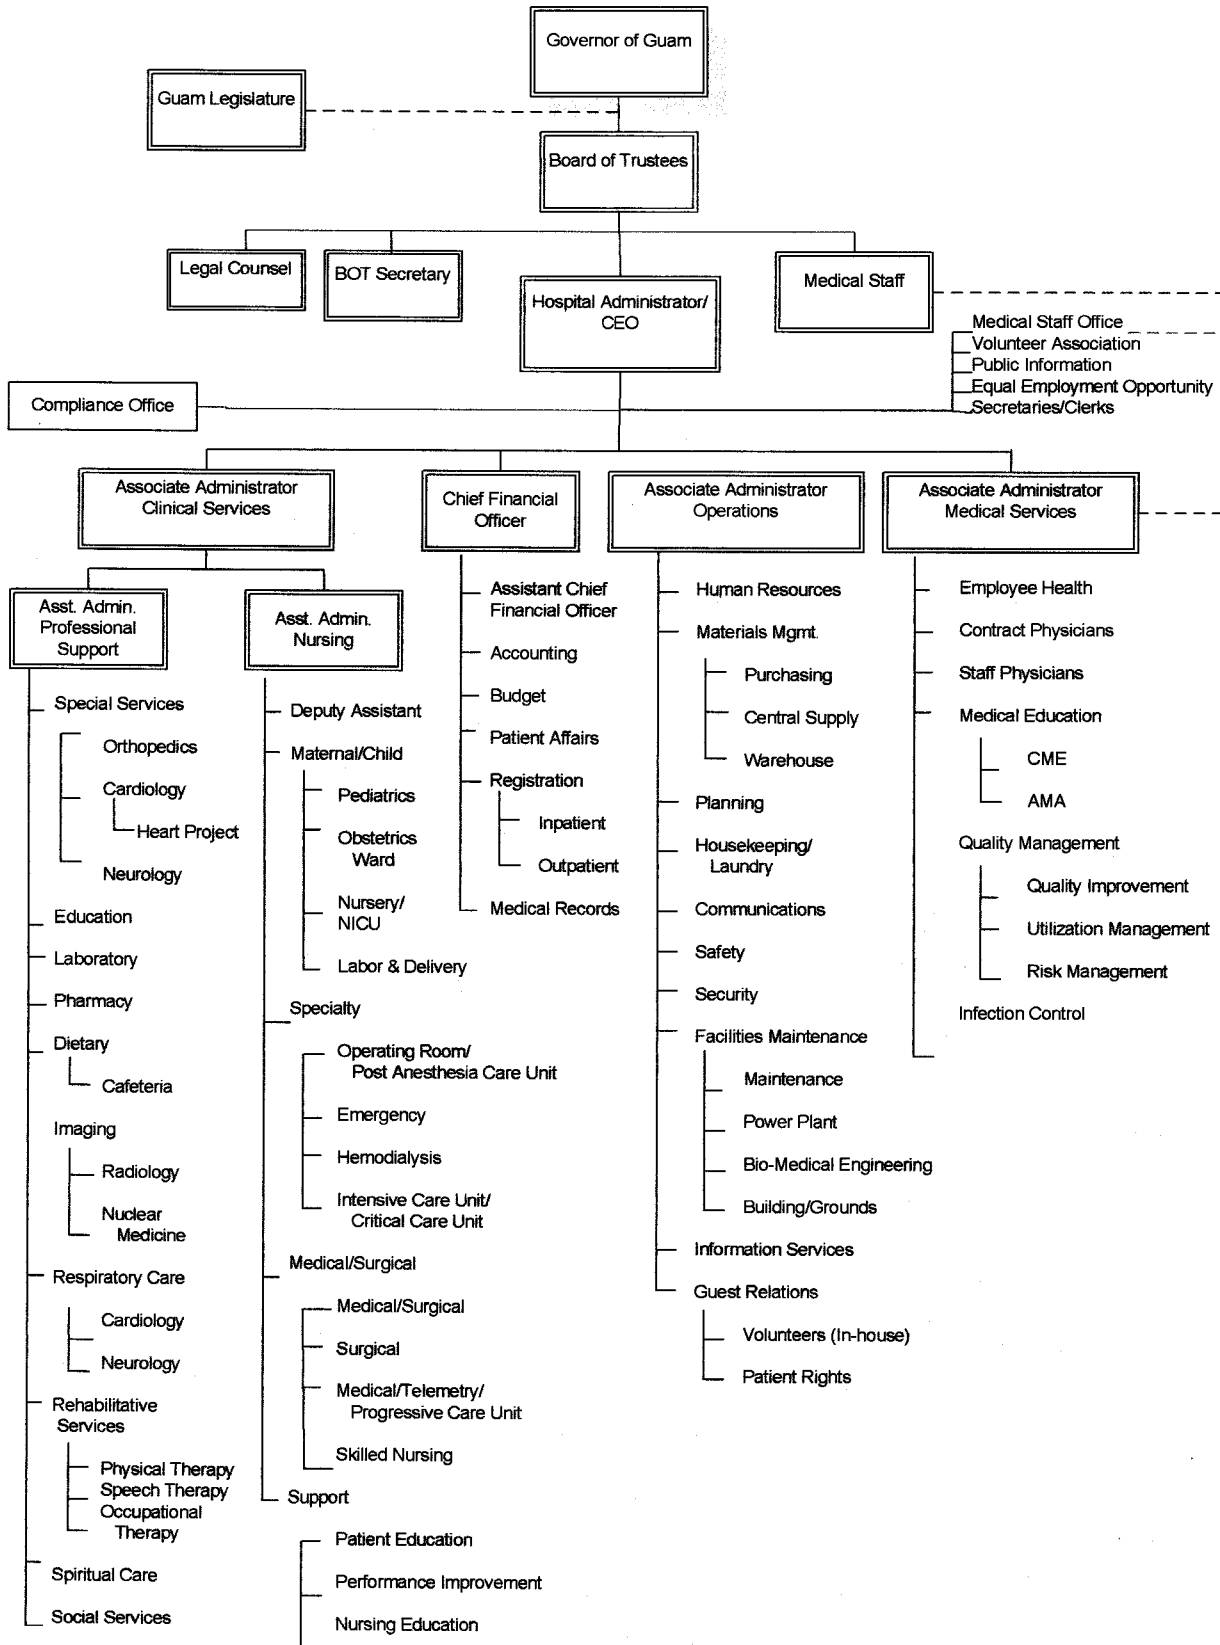 Governor of Guam
Guam Legislature
Board of Trustees
Legal Counsel
BOT Secretary
Hospital Administrator/
CEO
Medical Staff
Medical Staff Office
Volunteer Association
Public Information
Equal Employment Opportunity
Secretaries/Clerks
Compliance Office
Associate Administrator
Clinical Services
Chief Financial
Officer
Associate Administrator
Operations
Associate Administrator
Medical Services
Asst. Admin.
Professional
Support
Special Services
Orthopedics
Cardiology
Heart Project
Neurology
Education
Laboratory
Pharmacy
Dietary
Cafeteria
Imaging
Radiology
Nuclear
Medicine
Respiratory Care
Cardiology
Neurology
Rehabilitative
Services
Physical Therapy
Speech Therapy
Occupational
Therapy
Spiritual Care
Social Services
Asst. Admin.
Nursing
Deputy Assistant
Maternal/Child
Pediatrics
Obstetrics
Ward
Nursery/
NICU
Labor & Delivery
Specialty
Operating Room/
Post Anesthesia Care Unit
Emergency
Hemodialysis
Intensive Care Unit/
Critical Care Unit
Medical/Surgical
Medical/Surgical
Surgical
Medical/Telemetry/
Progressive Care Unit
Skilled Nursing
Support
Patient Education
Performance Improvement
Nursing Education
Assistant Chief
Financial Officer
Accounting
Budget
Patient Affairs
Registration
Inpatient
Outpatient
Medical Records
Human Resources
Materials Mgmt.
Purchasing
Central Supply
Warehouse
Planning
Housekeeping/
Laundry
Communications
Safety
Security
Facilities Maintenance
Maintenance
Power Plant
Bio-Medical Engineering
Building/Grounds
Information Services
Guest Relations
Volunteers (In-house)
Patient Rights
Employee Health
Contract Physicians
Staff Physicians
Medical Education
CME
AMA
Quality Management
Quality Improvement
Utilization Management
Risk Management
Infection Control